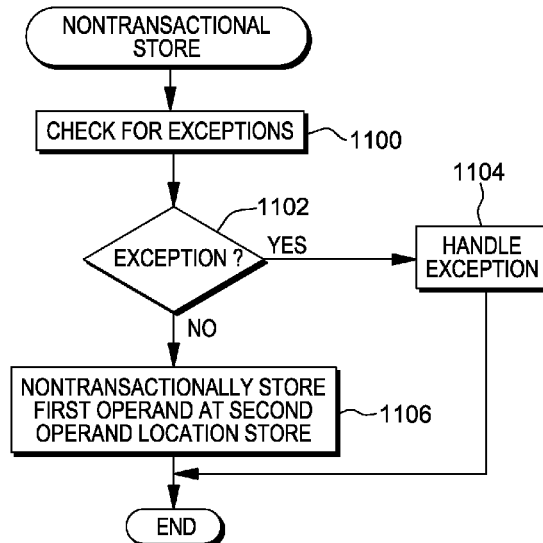 NONTRANSACTIONAL
STORE
CHECK FOR EXCEPTIONS
1100
1102
EXCEPTION ?
YES
1104
HANDLE
EXCEPTION
NO
NONTRANSACTIONALLY STORE
FIRST OPERAND AT SECOND
OPERAND LOCATION STORE
1106
END